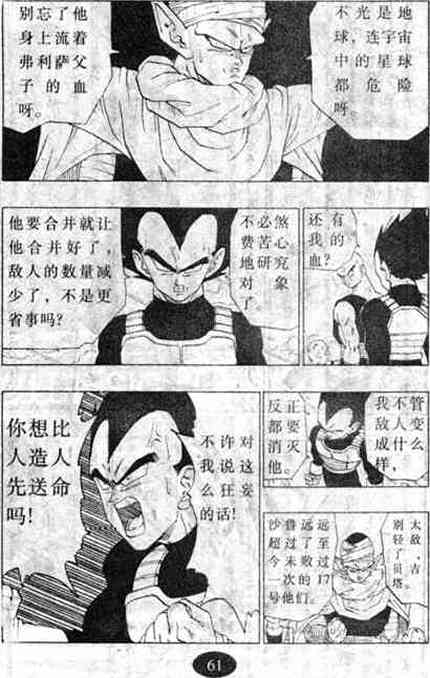 不光是地
球，连宇宙
中的星球
都危险
呀。
别忘了他
身上流着
弗利萨父
子的血
呀。
还有
我的
血?
不必煞
费苦心
地研究
对象
了。
他要合并就让
他合并好了，
敌人的数量减
少了，不是更
省事吗?
我不管
敌人变
成什么
样，
反正
都要
消灭
他。
不许对
我说这
么狂妄
的话!
你想比
人造人
先送命
吗!
别太
轻敌
了，
贝吉
塔。
沙鲁远远
超过了至
今未败过
一次的17
号他们。
61